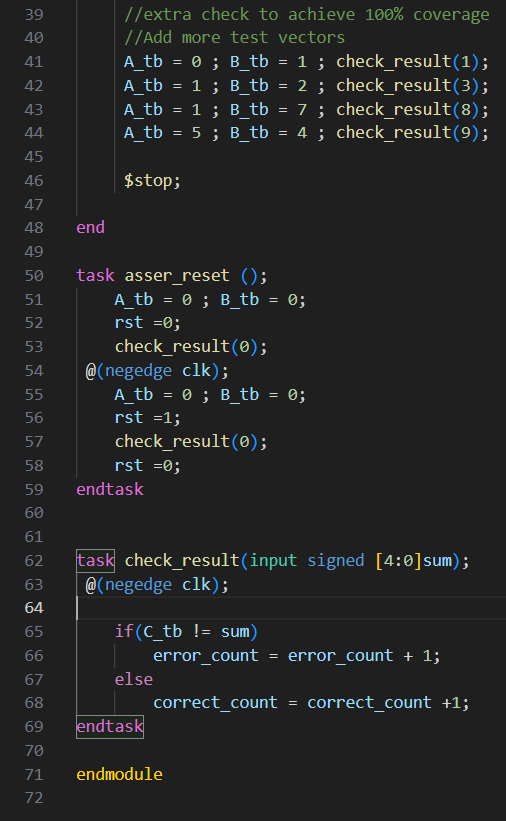 39 //extra check to achieve 100% coverage
40 //Add more test vectors
41 A_tb = 0 ; B_tb = 1 ; check_result(1);
42 A_tb = 1 ; B_tb = 2 ; check_result(3);
43 A_tb = 1 ; B_tb = 7 ; check_result(8);
44 A_tb = 5 ; B_tb = 4 ; check_result(9);
45
46 $stop;
47
48 end
49
50 task asser_reset ();
51 A_tb = 0 ; B_tb = 0;
52 rst =0;
53 check_result(0);
54 @(negedge clk);
55 A_tb = 0 ; B_tb = 0;
56 rst =1;
57 check_result(0);
58 rst =0;
59 endtask
60
61
62 task check_result(input signed [4:0]sum);
63 @(negedge clk);
64
65 if(C_tb != sum)
66 error_count = error_count + 1;
67 else
68 correct_count = correct_count +1;
69 endtask
70
71 endmodule
72